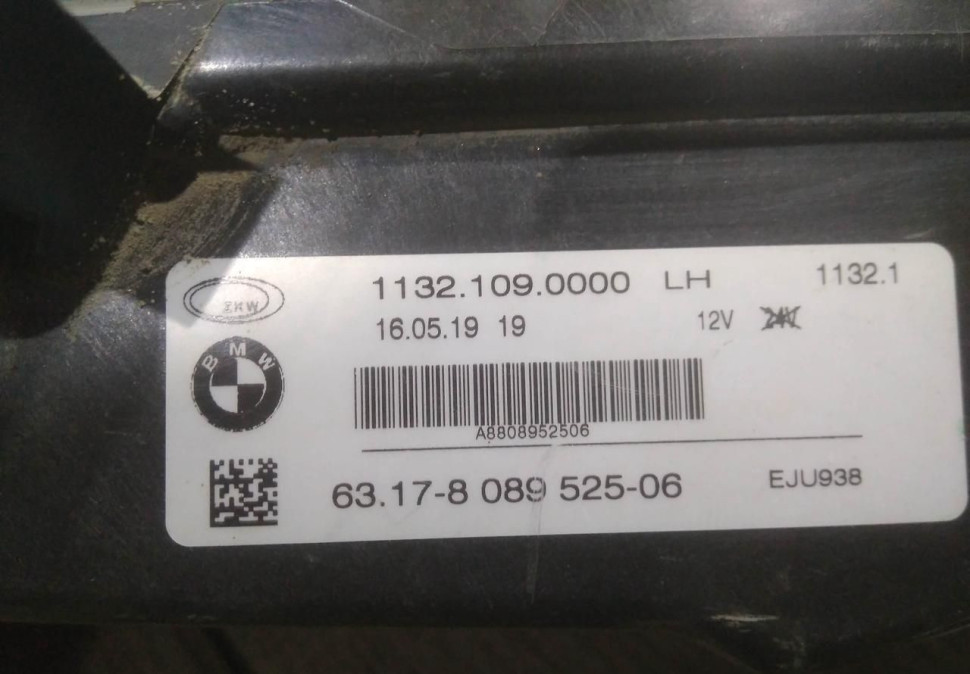 1132.109.0000 LH 1132.1
ZKW
16.05.19 19 12V 24V
BMW
A8808952506
63.17-8 089 525-06 EJU938